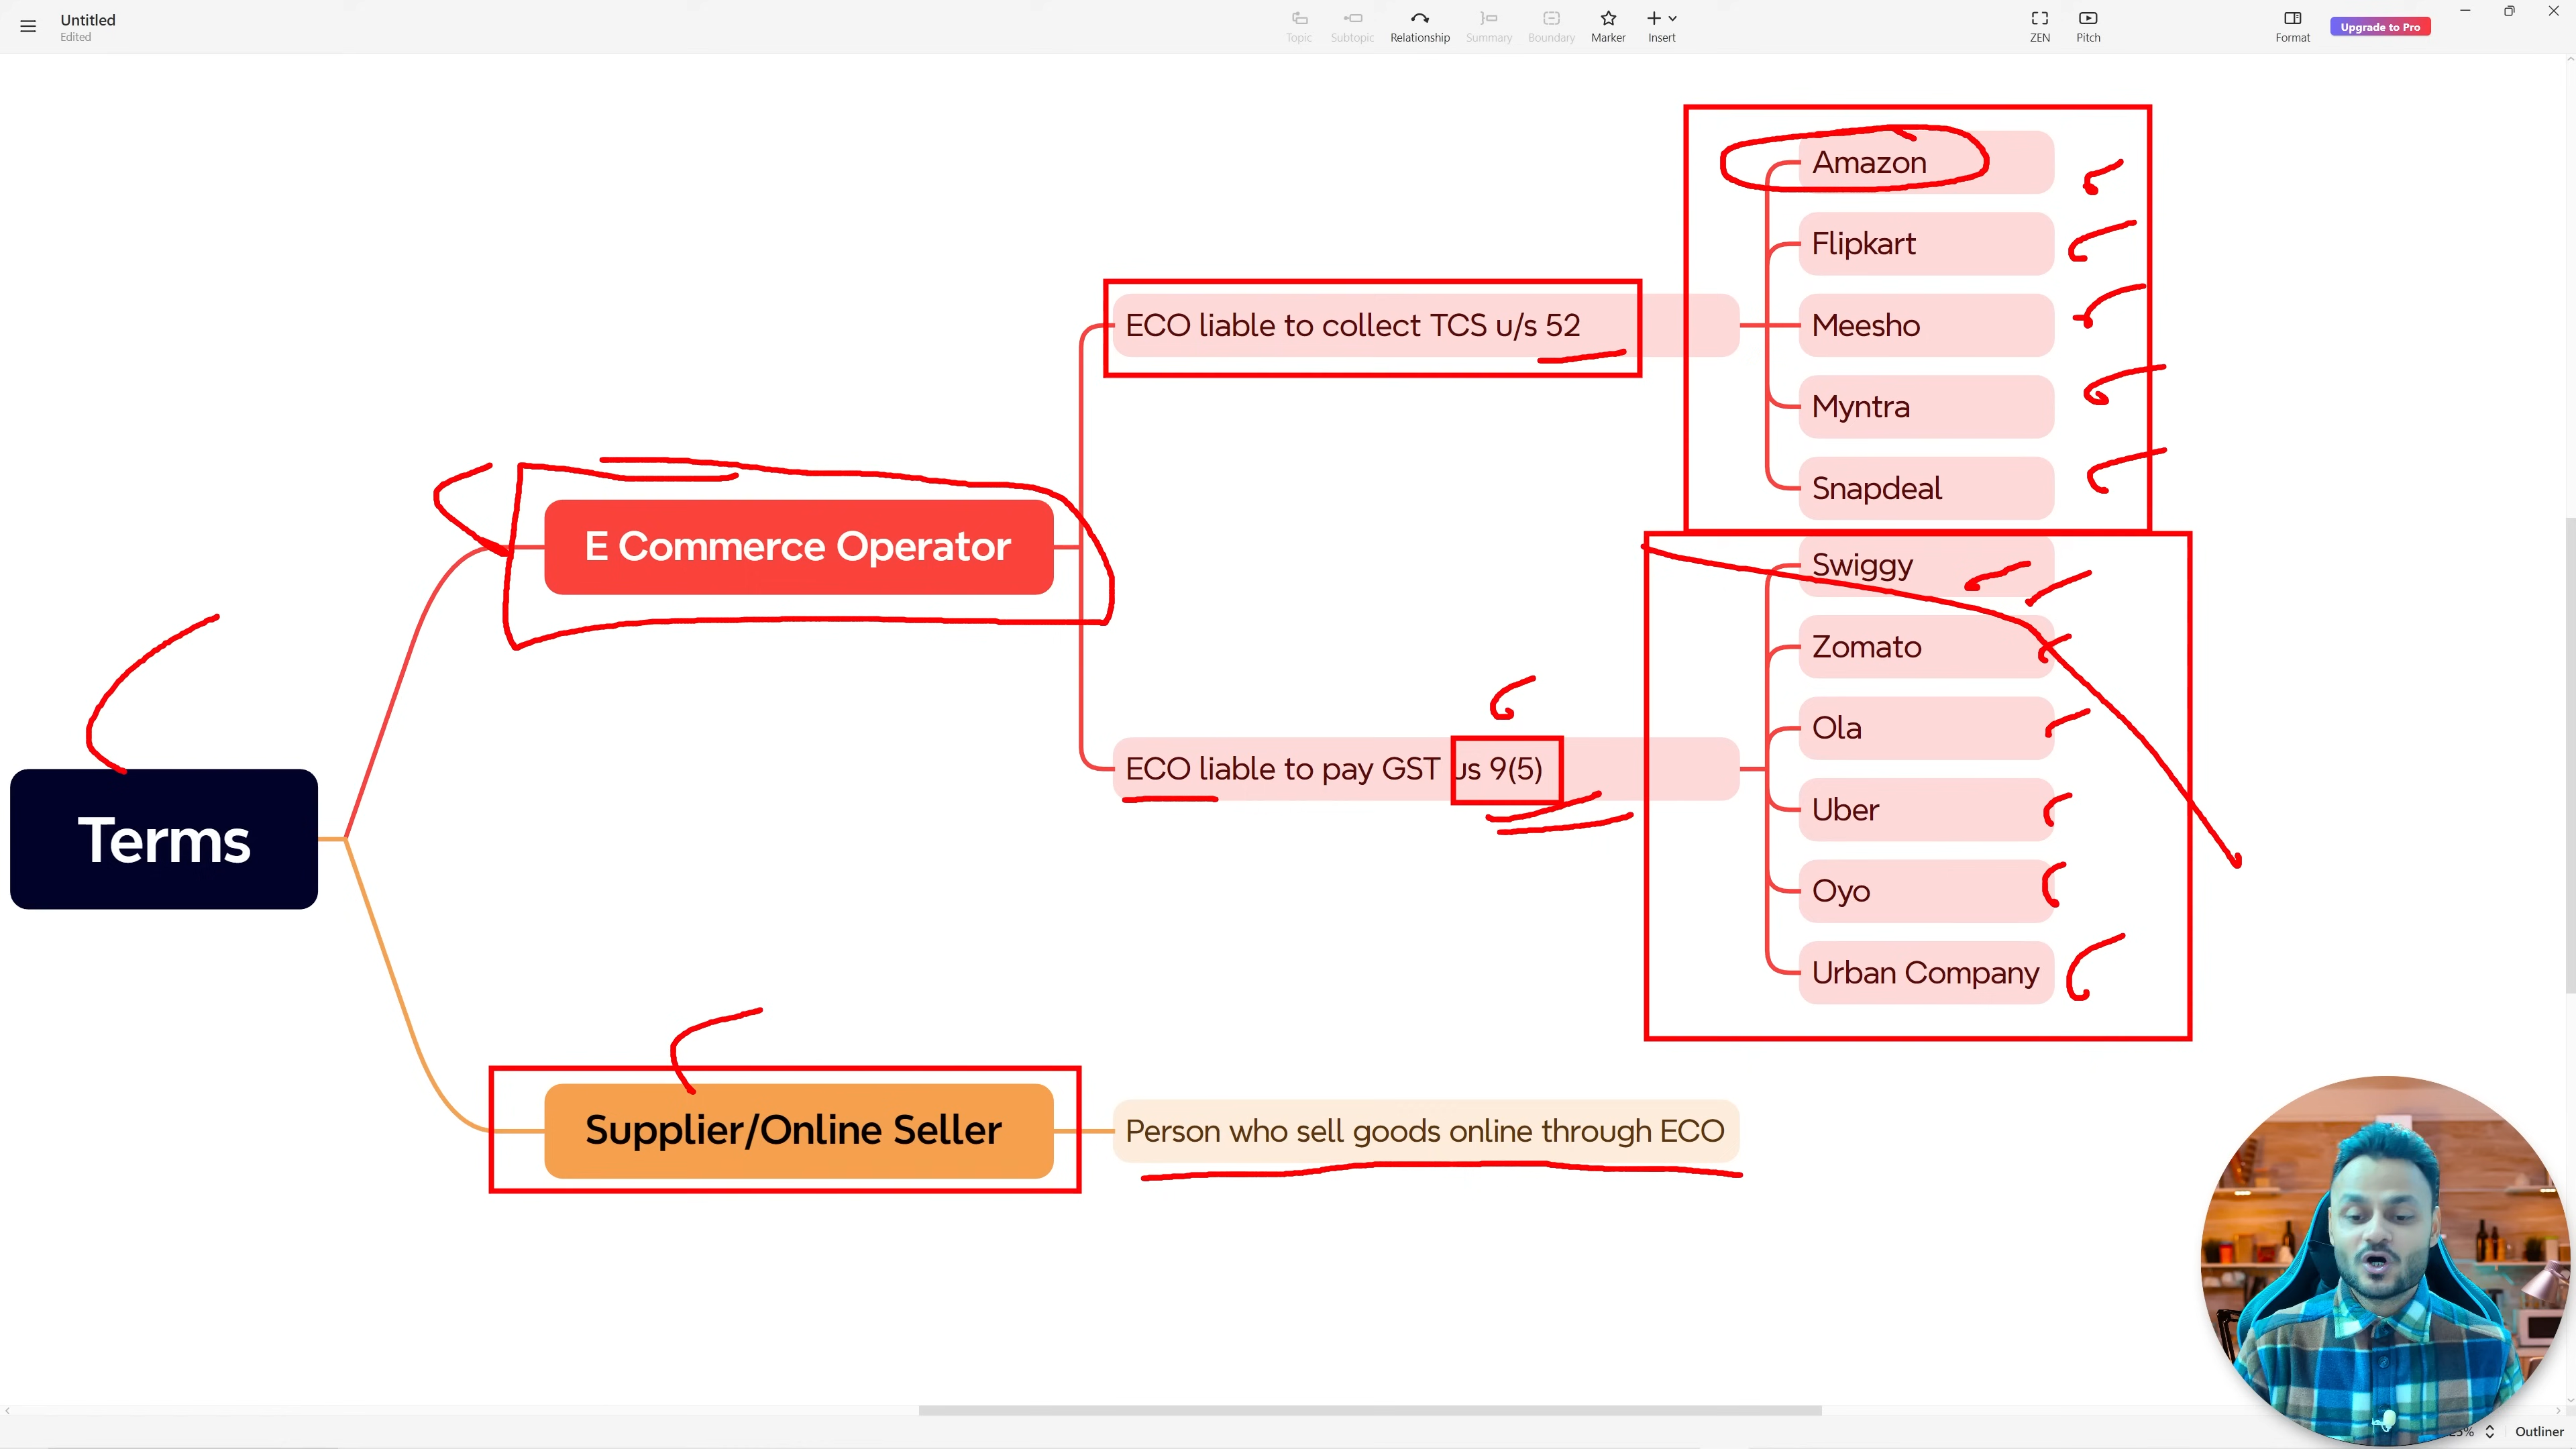 Untitled
Edited
Topic
Subtopic
Relationship
Summary
Boundary
Marker
Insert
ZEN
Pitch
Format
Upgrade to Pro
Amazon
Flipkart
ECO liable to collect TCS u/s 52
Meesho
Myntra
Snapdeal
E Commerce Operator
Swiggy
Zomato
Ola
ECO liable to pay GST us 9(5)
Uber
Oyo
Urban Company
Terms
Supplier/Online Seller
Person who sell goods online through ECO
Outliner